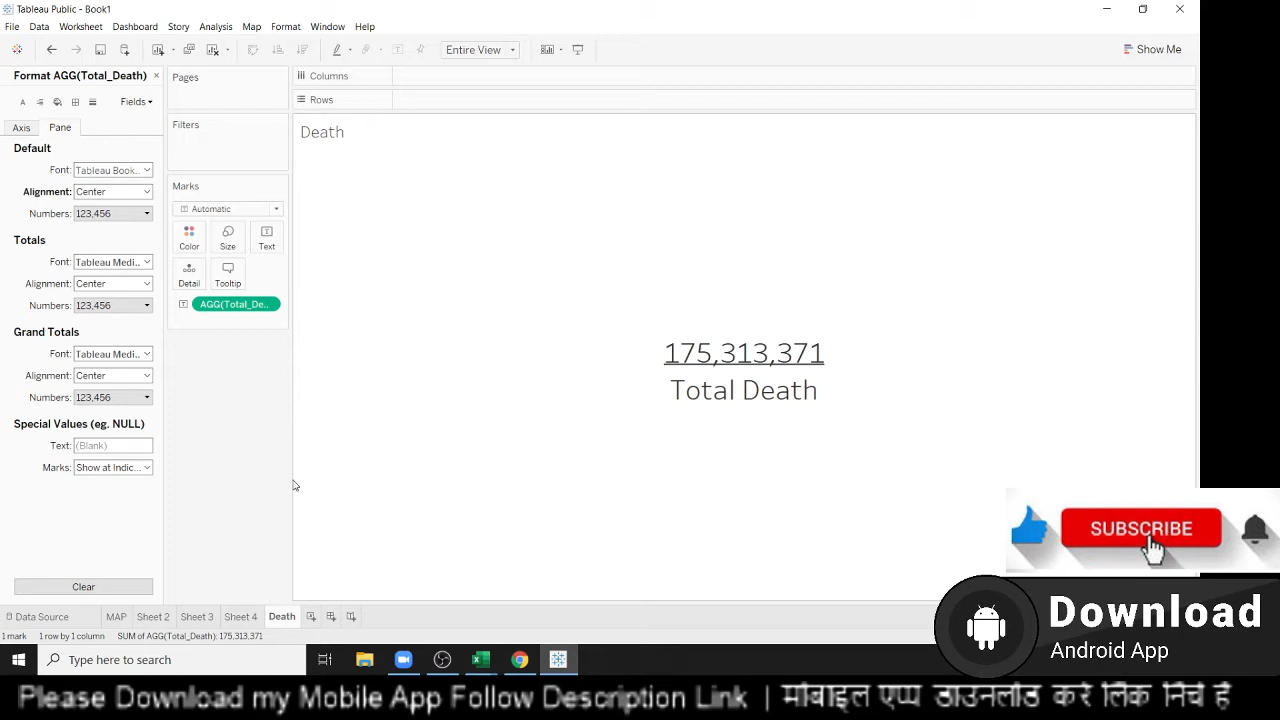 Tableau Public - Book1
File Data Worksheet Dashboard Story Analysis Map Format Window Help
Entire View
Show Me
Format AGG(Total_Death)
Fields
Axis Pane
Default
Font: Tableau Book..
Alignment: Center
Numbers: 123,456
Totals
Font: Tableau Medi..
Alignment: Center
Numbers: 123,456
Grand Totals
Font: Tableau Medi..
Alignment: Center
Numbers: 123,456
Special Values (eg. NULL)
Text: (Blank)
Marks: Show at Indic...
Clear
Pages
Filters
Marks
Automatic
Color Size Text
Detail Tooltip
AGG(Total_De..
Columns
Rows
Death
175,313,371
Total Death
SUBSCRIBE
Download
Android App
Data Source MAP Sheet 2 Sheet 3 Sheet 4 Death
1 mark 1 row by 1 column SUM of AGG(Total_Death): 175,313,371
Type here to search
Please Download my Mobile App Follow Description Link | मोबाइल एप्प डाउनलोड करे लिंक निचे है